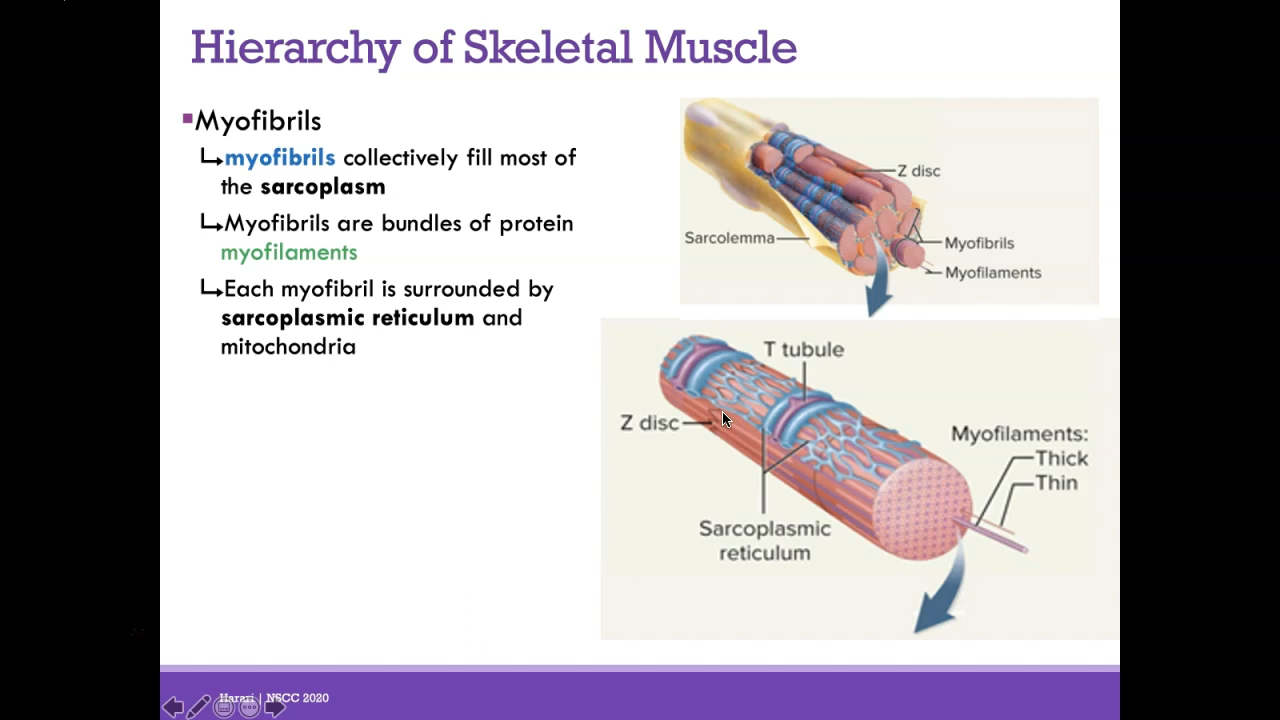 Hierarchy of Skeletal Muscle
Myofibrils
myofibrils collectively fill most of
the sarcoplasm
Myofibrils are bundles of protein
myofilaments
Each myofibril is surrounded by
sarcoplasmic reticulum and
mitochondria
Z disc
Sarcolemma
Myofibrils
Myofilaments
T tubule
Z disc
Myofilaments:
Thick
Thin
Sarcoplasmic
reticulum
Harari | NSCC 2020